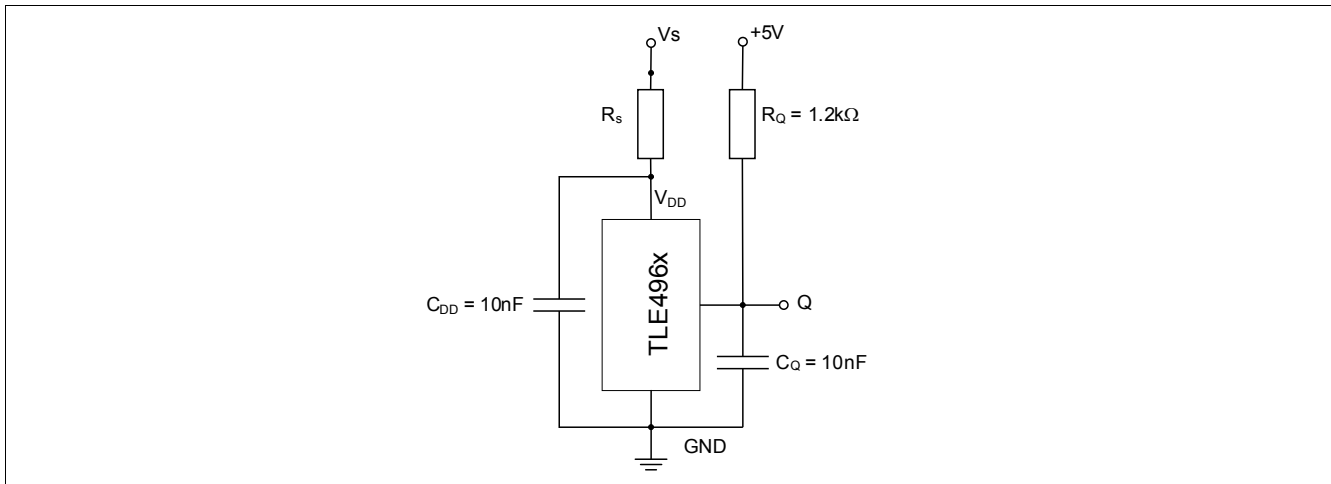 Vs
+5V
Rs
RQ = 1.2kΩ
VDD
TLE496x
CDD = 10nF
Q
CQ = 10nF
GND